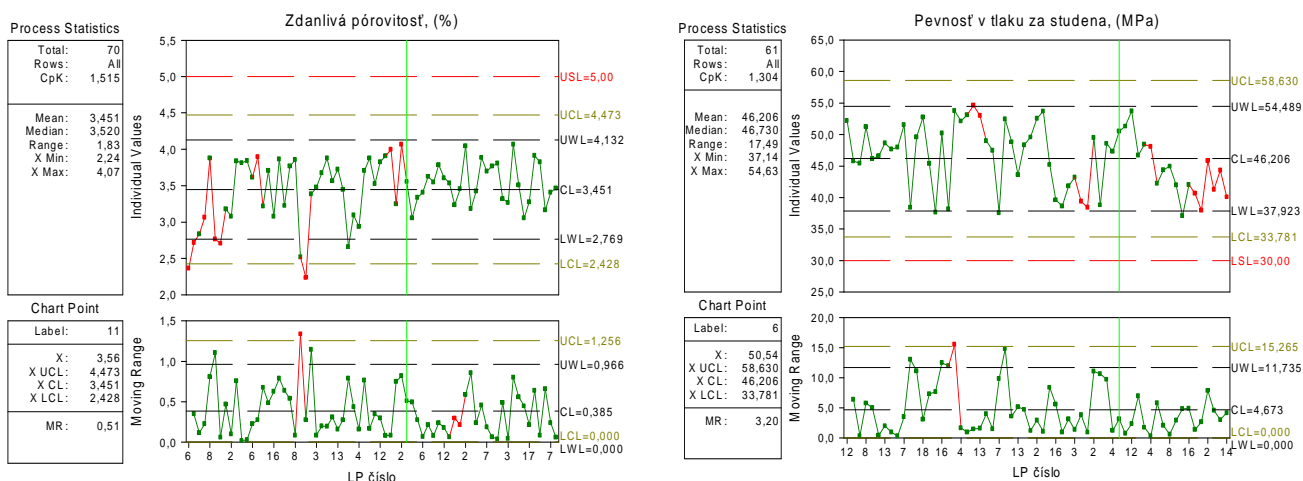 Zdanlivá pórovitosť, (%)
Process Statistics
Total: 70
Rows: All
CpK: 1,515
Mean: 3,451
Median: 3,520
Range: 1,83
X Min: 2,24
X Max: 4,07
Individual Values
5,5
5,0
4,5
4,0
3,5
3,0
2,5
2,0
USL=5,00
UCL=4,473
UWL=4,132
CL=3,451
LWL=2,769
LCL=2,428
Chart Point
Label: 11
X: 3,56
X UCL: 4,473
X CL: 3,451
X LCL: 2,428
MR: 0,51
Moving Range
1,5
1,0
0,5
0,0
UCL=1,256
UWL=0,966
CL=0,385
LCL=0,000
LWL=0,000
6 8 2 6 16 8 3 13 4 16 2 6 12 2 7 3 17 7
LP číslo
Pevnosť v tlaku za studena, (MPa)
Process Statistics
Total: 61
Rows: All
CpK: 1,304
Mean: 46,206
Median: 46,730
Range: 17,49
X Min: 37,14
X Max: 54,63
Individual Values
65,0
60,0
55,0
50,0
45,0
40,0
35,0
30,0
25,0
UCL=58,630
UWL=54,489
CL=46,206
LWL=37,923
LCL=33,781
LSL=30,00
Chart Point
Label: 6
X: 50,54
X UCL: 58,630
X CL: 46,206
X LCL: 33,781
MR: 3,20
Moving Range
20,0
15,0
10,0
5,0
0,0
UCL=15,265
UWL=11,735
CL=4,673
LCL=0,000
LWL=0,000
12 8 13 7 18 16 4 13 7 13 4 16 3 2 4 12 4 8 16 2 14
LP číslo